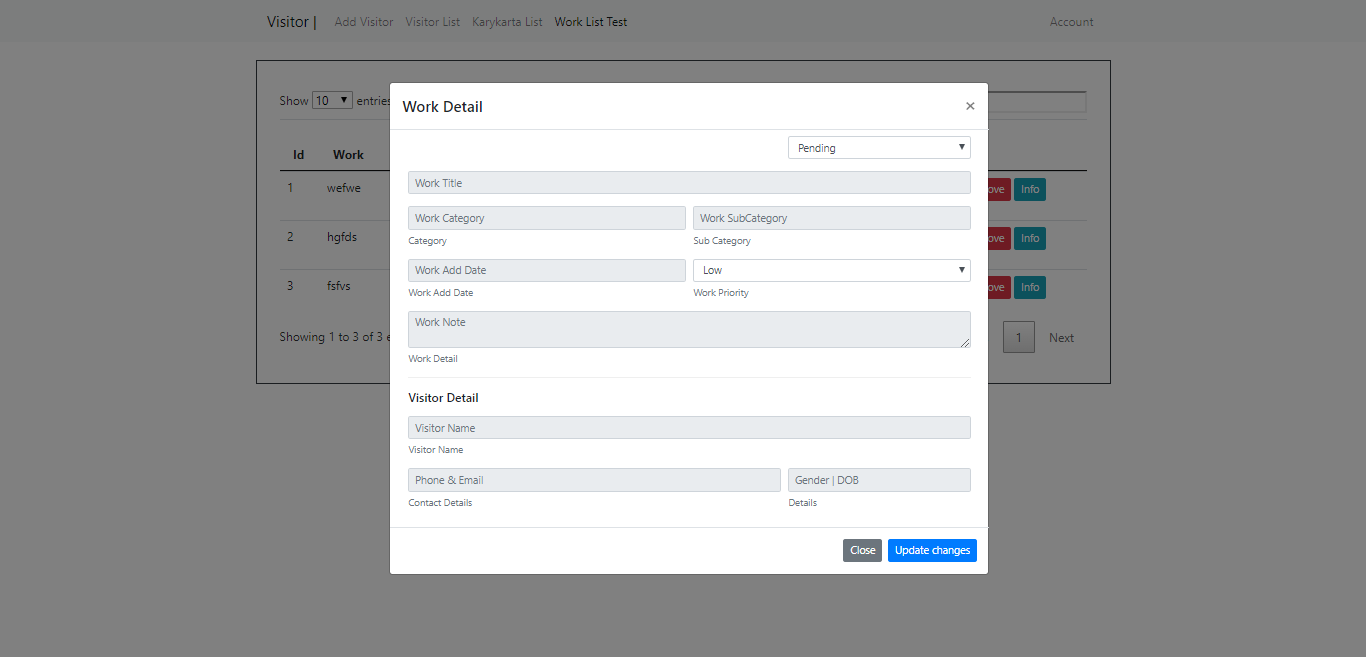 Visitor | Add Visitor Visitor List Karykarta List Work List Test Account
Show 10 entries
Work Detail ×
Pending
Id Work
Work Title
1 wefwe ove Info
Work Category Work SubCategory
Category Sub Category
2 hgfds ove Info
Work Add Date Low
Work Add Date Work Priority
3 fsfvs ove Info
Work Note
Showing 1 to 3 of 3 e 1 Next
Work Detail
Visitor Detail
Visitor Name
Visitor Name
Phone & Email Gender | DOB
Contact Details Details
Close Update changes